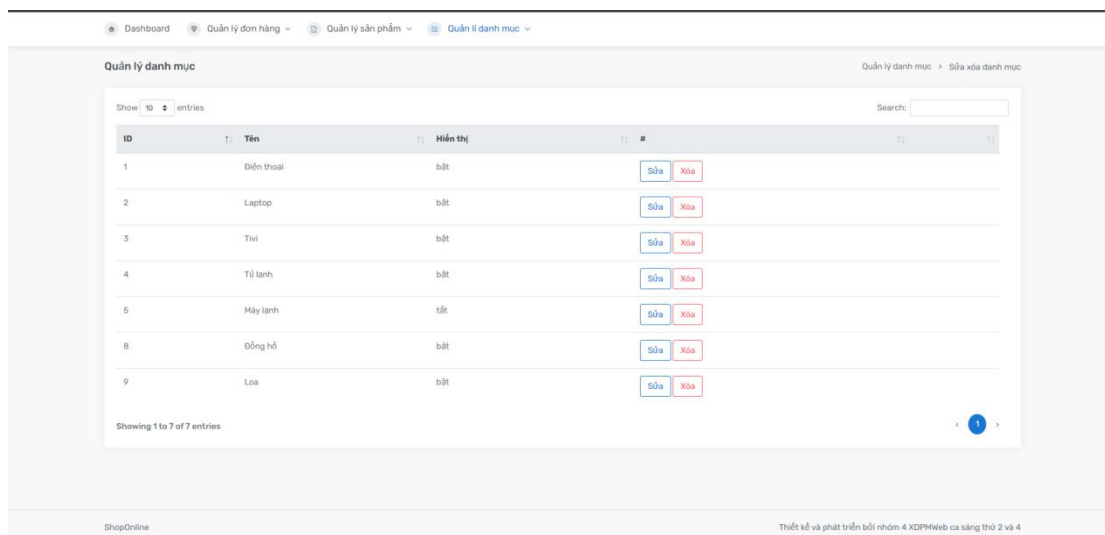 Dashboard Quản lý đơn hàng Quản lý sản phẩm Quản lí danh mục
Quản lý danh mục Quản lý danh mục > Sửa xóa danh mục
Show 10 entries Search:
ID Tên Hiển thị #
1 Điện thoại bật Sửa Xóa
2 Laptop bật Sửa Xóa
3 Tivi bật Sửa Xóa
4 Tủ lạnh bật Sửa Xóa
5 Máy lạnh tắt Sửa Xóa
8 Đồng hồ bật Sửa Xóa
9 Loa bật Sửa Xóa
Showing 1 to 7 of 7 entries ‹ 1 ›
ShopOnline Thiết kế và phát triển bởi nhóm 4 XDPMWeb ca sáng thứ 2 và 4